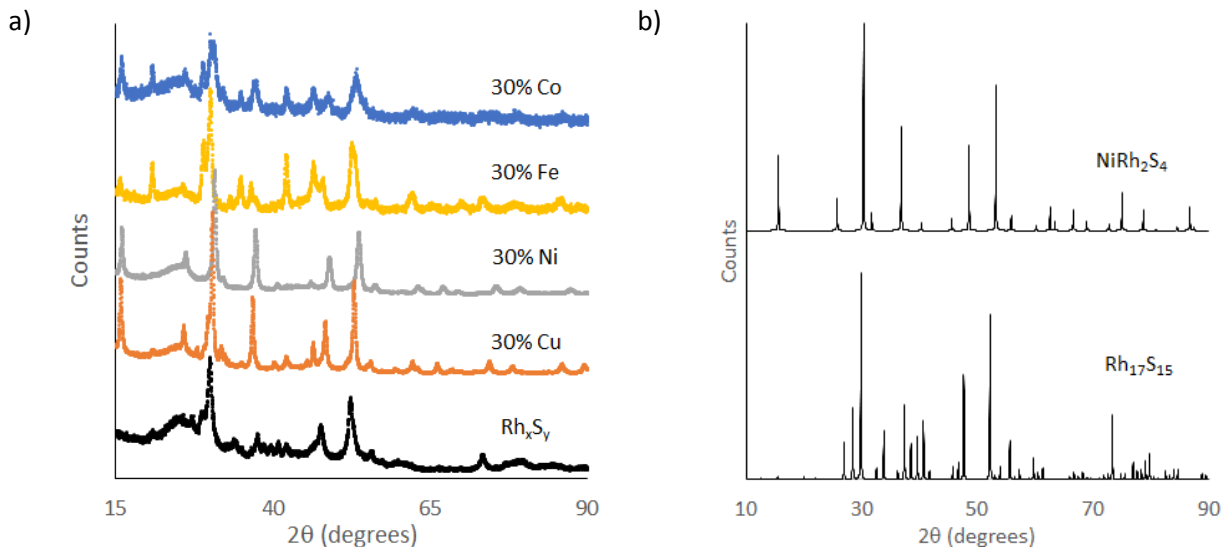 a)
30% Co
30% Fe
30% Ni
30% Cu
RhₓSᵧ
Counts
15
40
65
90
2θ (degrees)
b)
NiRh₂S₄
Rh₁₇S₁₅
Counts
10
30
50
70
90
2θ (degrees)